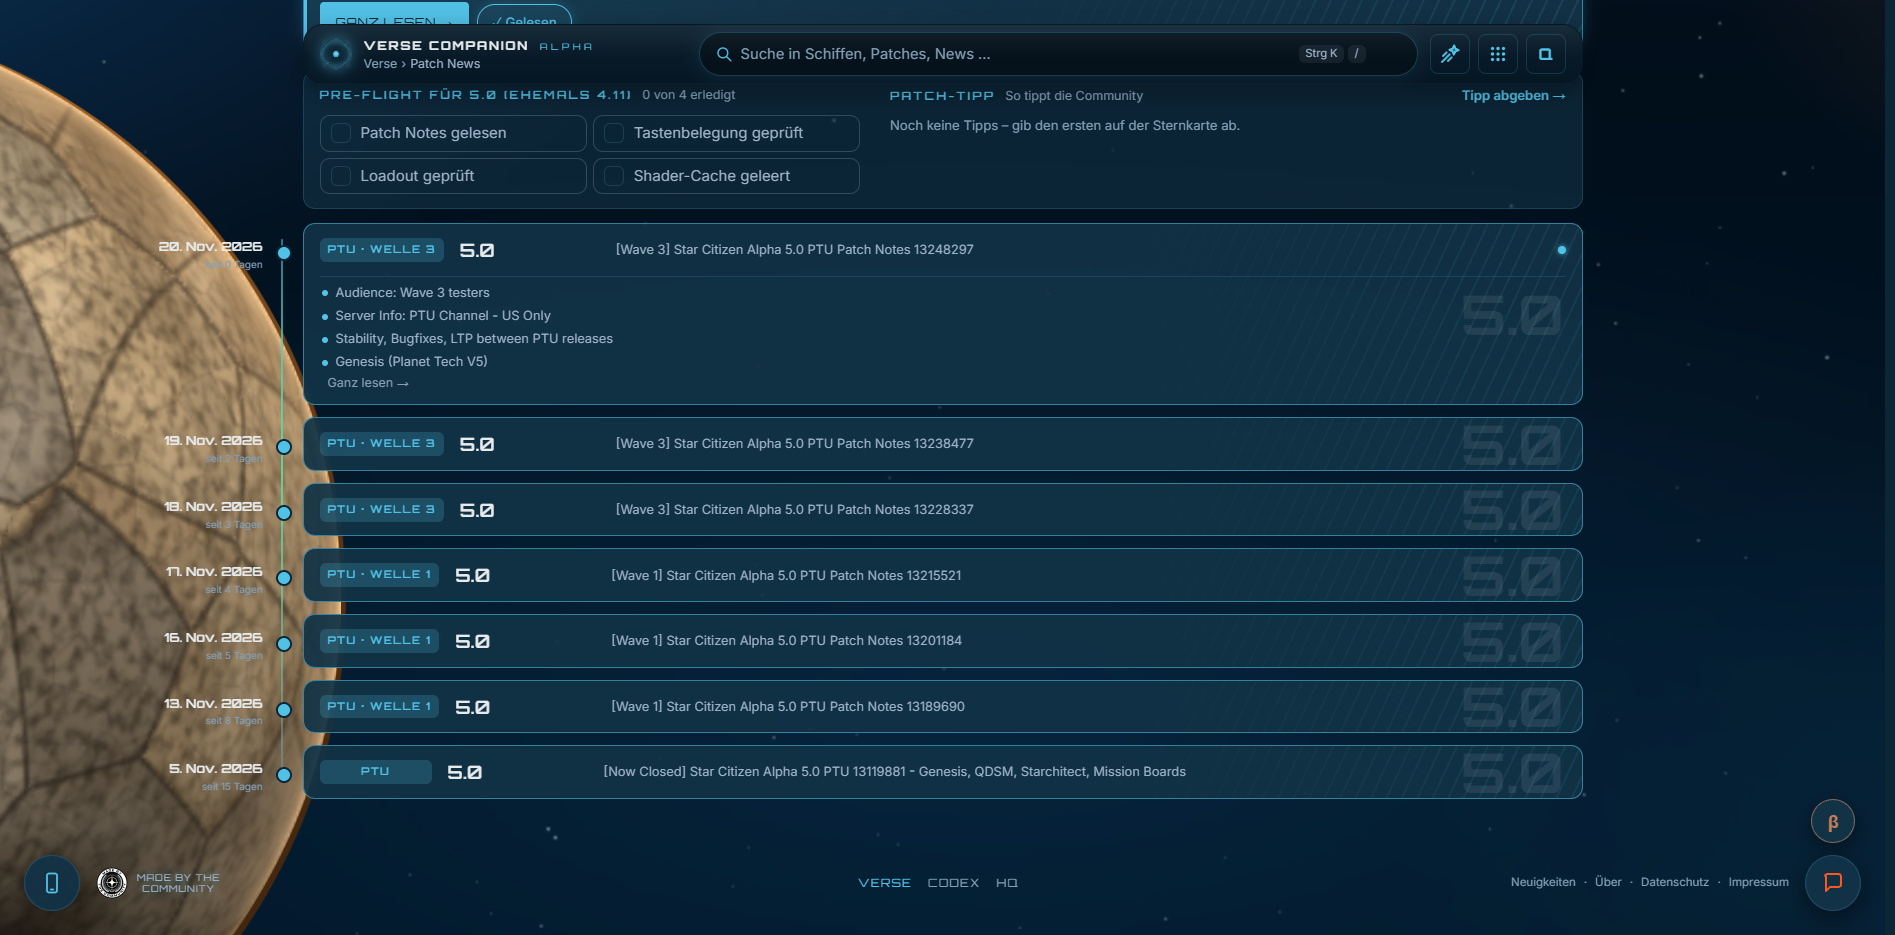 GANZ LESEN →
✓ Gelesen
VERSE COMPANION ALPHA
Verse › Patch News
Suche in Schiffen, Patches, News ...
Strg K /
PRE-FLIGHT FÜR 5.0 (EHEMALS 4.11) 0 von 4 erledigt
Patch Notes gelesen
Tastenbelegung geprüft
Loadout geprüft
Shader-Cache geleert
PATCH-TIPP So tippt die Community
Tipp abgeben →
Noch keine Tipps – gib den ersten auf der Sternkarte ab.
20. Nov. 2026
Tagen
PTU · WELLE 3 5.0 [Wave 3] Star Citizen Alpha 5.0 PTU Patch Notes 13248297
Audience: Wave 3 testers
Server Info: PTU Channel - US Only
Stability, Bugfixes, LTP between PTU releases
Genesis (Planet Tech V5)
Ganz lesen →
5.0
19. Nov. 2026
seit Tagen
PTU · WELLE 3 5.0 [Wave 3] Star Citizen Alpha 5.0 PTU Patch Notes 13238477 5.0
18. Nov. 2026
seit 3 Tagen
PTU · WELLE 3 5.0 [Wave 3] Star Citizen Alpha 5.0 PTU Patch Notes 13228337 5.0
17. Nov. 2026
seit 4 Tagen
PTU · WELLE 1 5.0 [Wave 1] Star Citizen Alpha 5.0 PTU Patch Notes 13215521 5.0
16. Nov. 2026
seit 5 Tagen
PTU · WELLE 1 5.0 [Wave 1] Star Citizen Alpha 5.0 PTU Patch Notes 13201184 5.0
13. Nov. 2026
seit 8 Tagen
PTU · WELLE 1 5.0 [Wave 1] Star Citizen Alpha 5.0 PTU Patch Notes 13189690 5.0
5. Nov. 2026
seit 15 Tagen
PTU 5.0 [Now Closed] Star Citizen Alpha 5.0 PTU 13119881 - Genesis, QDSM, Starchitect, Mission Boards 5.0
β
MADE BY THE
COMMUNITY
VERSE CODEX HQ
Neuigkeiten · Über · Datenschutz · Impressum